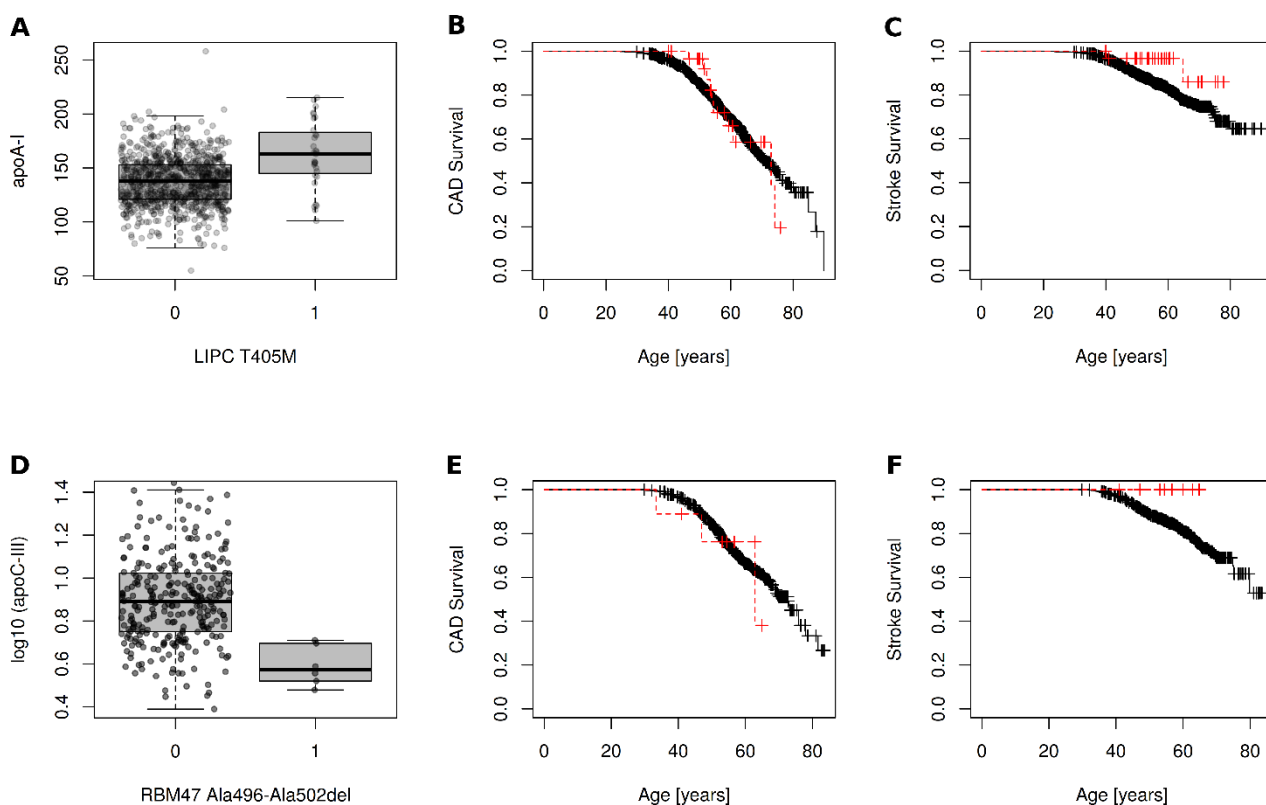 A
apoA-I
50 100 150 200 250
0 1
LIPC T405M
B
CAD Survival
0.0 0.2 0.4 0.6 0.8 1.0
0 20 40 60 80
Age [years]
C
Stroke Survival
0.0 0.2 0.4 0.6 0.8 1.0
0 20 40 60 80
Age [years]
D
log10 (apoC-III)
0.4 0.6 0.8 1.0 1.2 1.4
0 1
RBM47 Ala496-Ala502del
E
CAD Survival
0.0 0.2 0.4 0.6 0.8 1.0
0 20 40 60 80
Age [years]
F
Stroke Survival
0.0 0.2 0.4 0.6 0.8 1.0
0 20 40 60 80
Age [years]